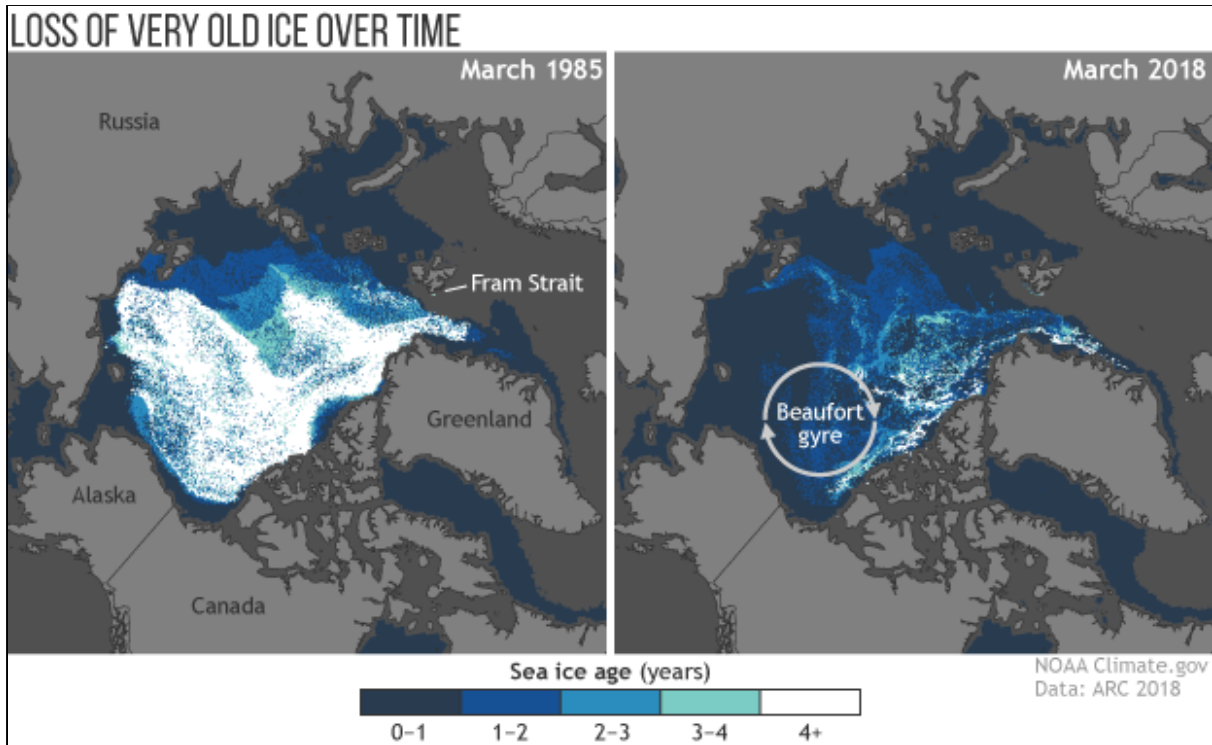 LOSS OF VERY OLD ICE OVER TIME
March 1985
March 2018
Russia
Fram Strait
Greenland
Alaska
Canada
Beaufort
gyre
Sea ice age (years)
0–1 1–2 2–3 3–4 4+
NOAA Climate.gov
Data: ARC 2018